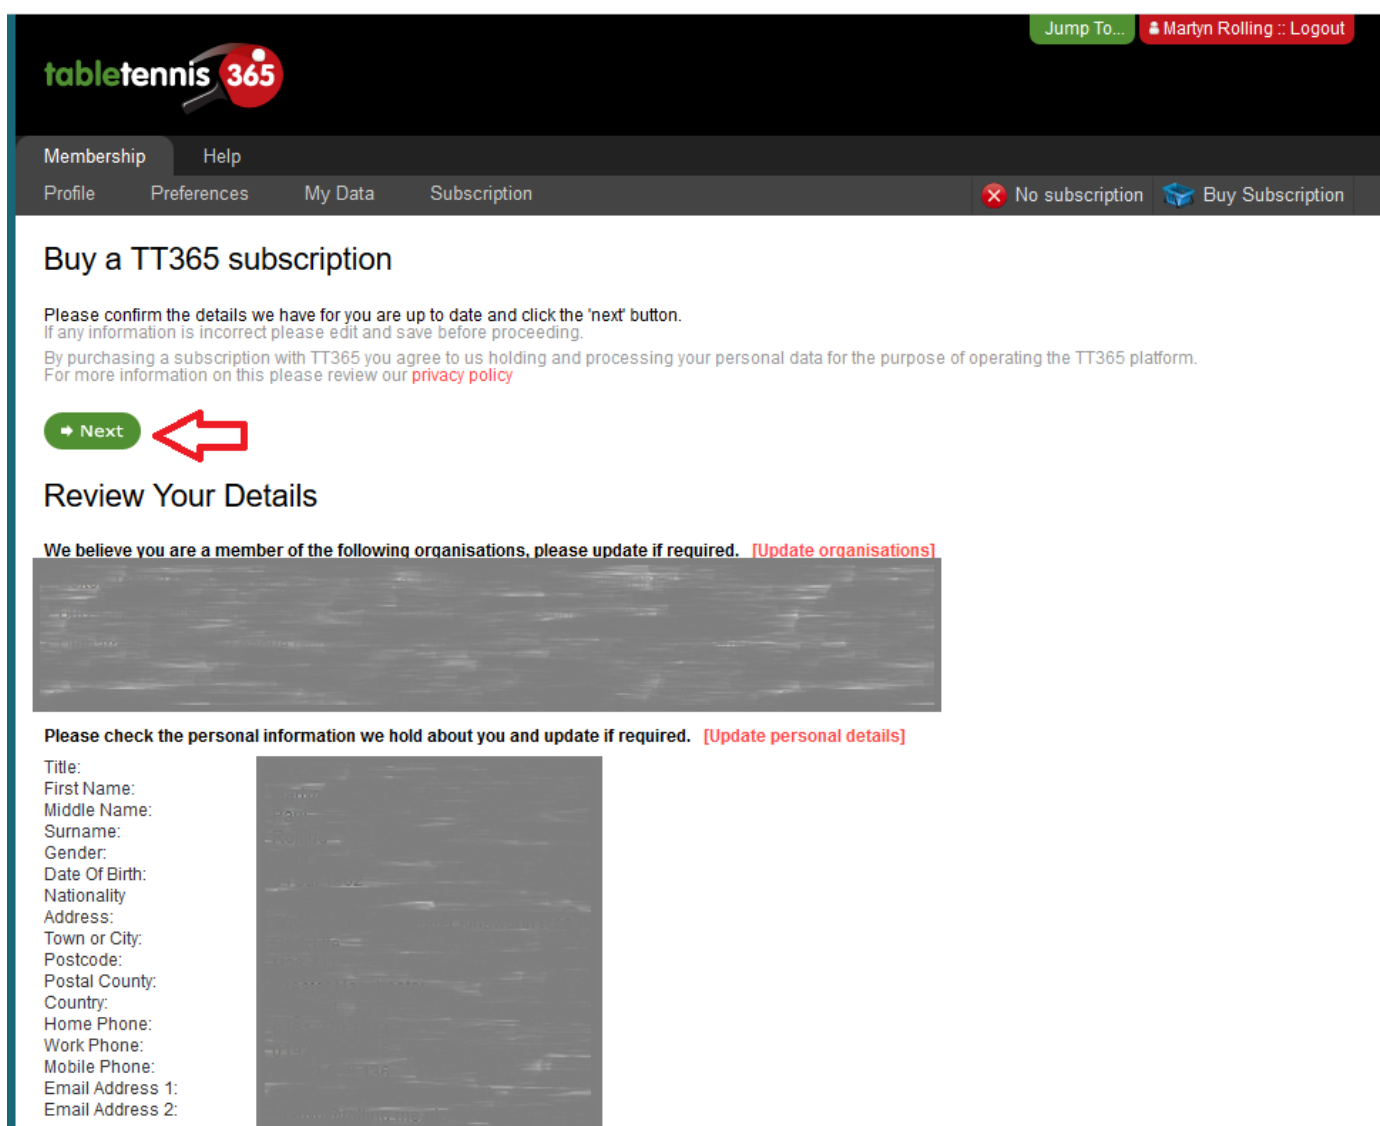 Jump To...
Martyn Rolling :: Logout
tabletennis 365
Membership Help
Profile Preferences My Data Subscription No subscription Buy Subscription
Buy a TT365 subscription
Please confirm the details we have for you are up to date and click the 'next' button.
If any information is incorrect please edit and save before proceeding.
By purchasing a subscription with TT365 you agree to us holding and processing your personal data for the purpose of operating the TT365 platform.
For more information on this please review our privacy policy
Next
Review Your Details
We believe you are a member of the following organisations, please update if required. [Update organisations]
Please check the personal information we hold about you and update if required. [Update personal details]
Title:
First Name:
Middle Name:
Surname:
Gender:
Date Of Birth:
Nationality
Address:
Town or City:
Postcode:
Postal County:
Country:
Home Phone:
Work Phone:
Mobile Phone:
Email Address 1:
Email Address 2: